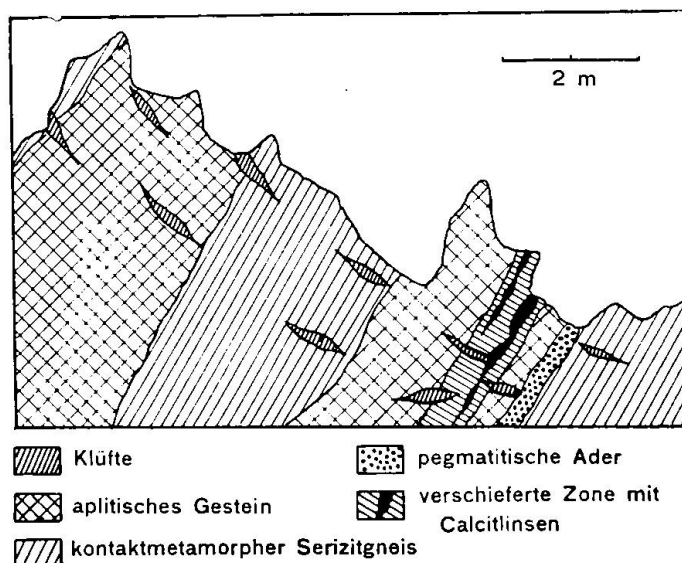 2 m
Klüfte
pegmatitische Ader
aplitisches Gestein
verschieferte Zone mit
Calcitlinsen
kontaktmetamorpher Serizitgneis